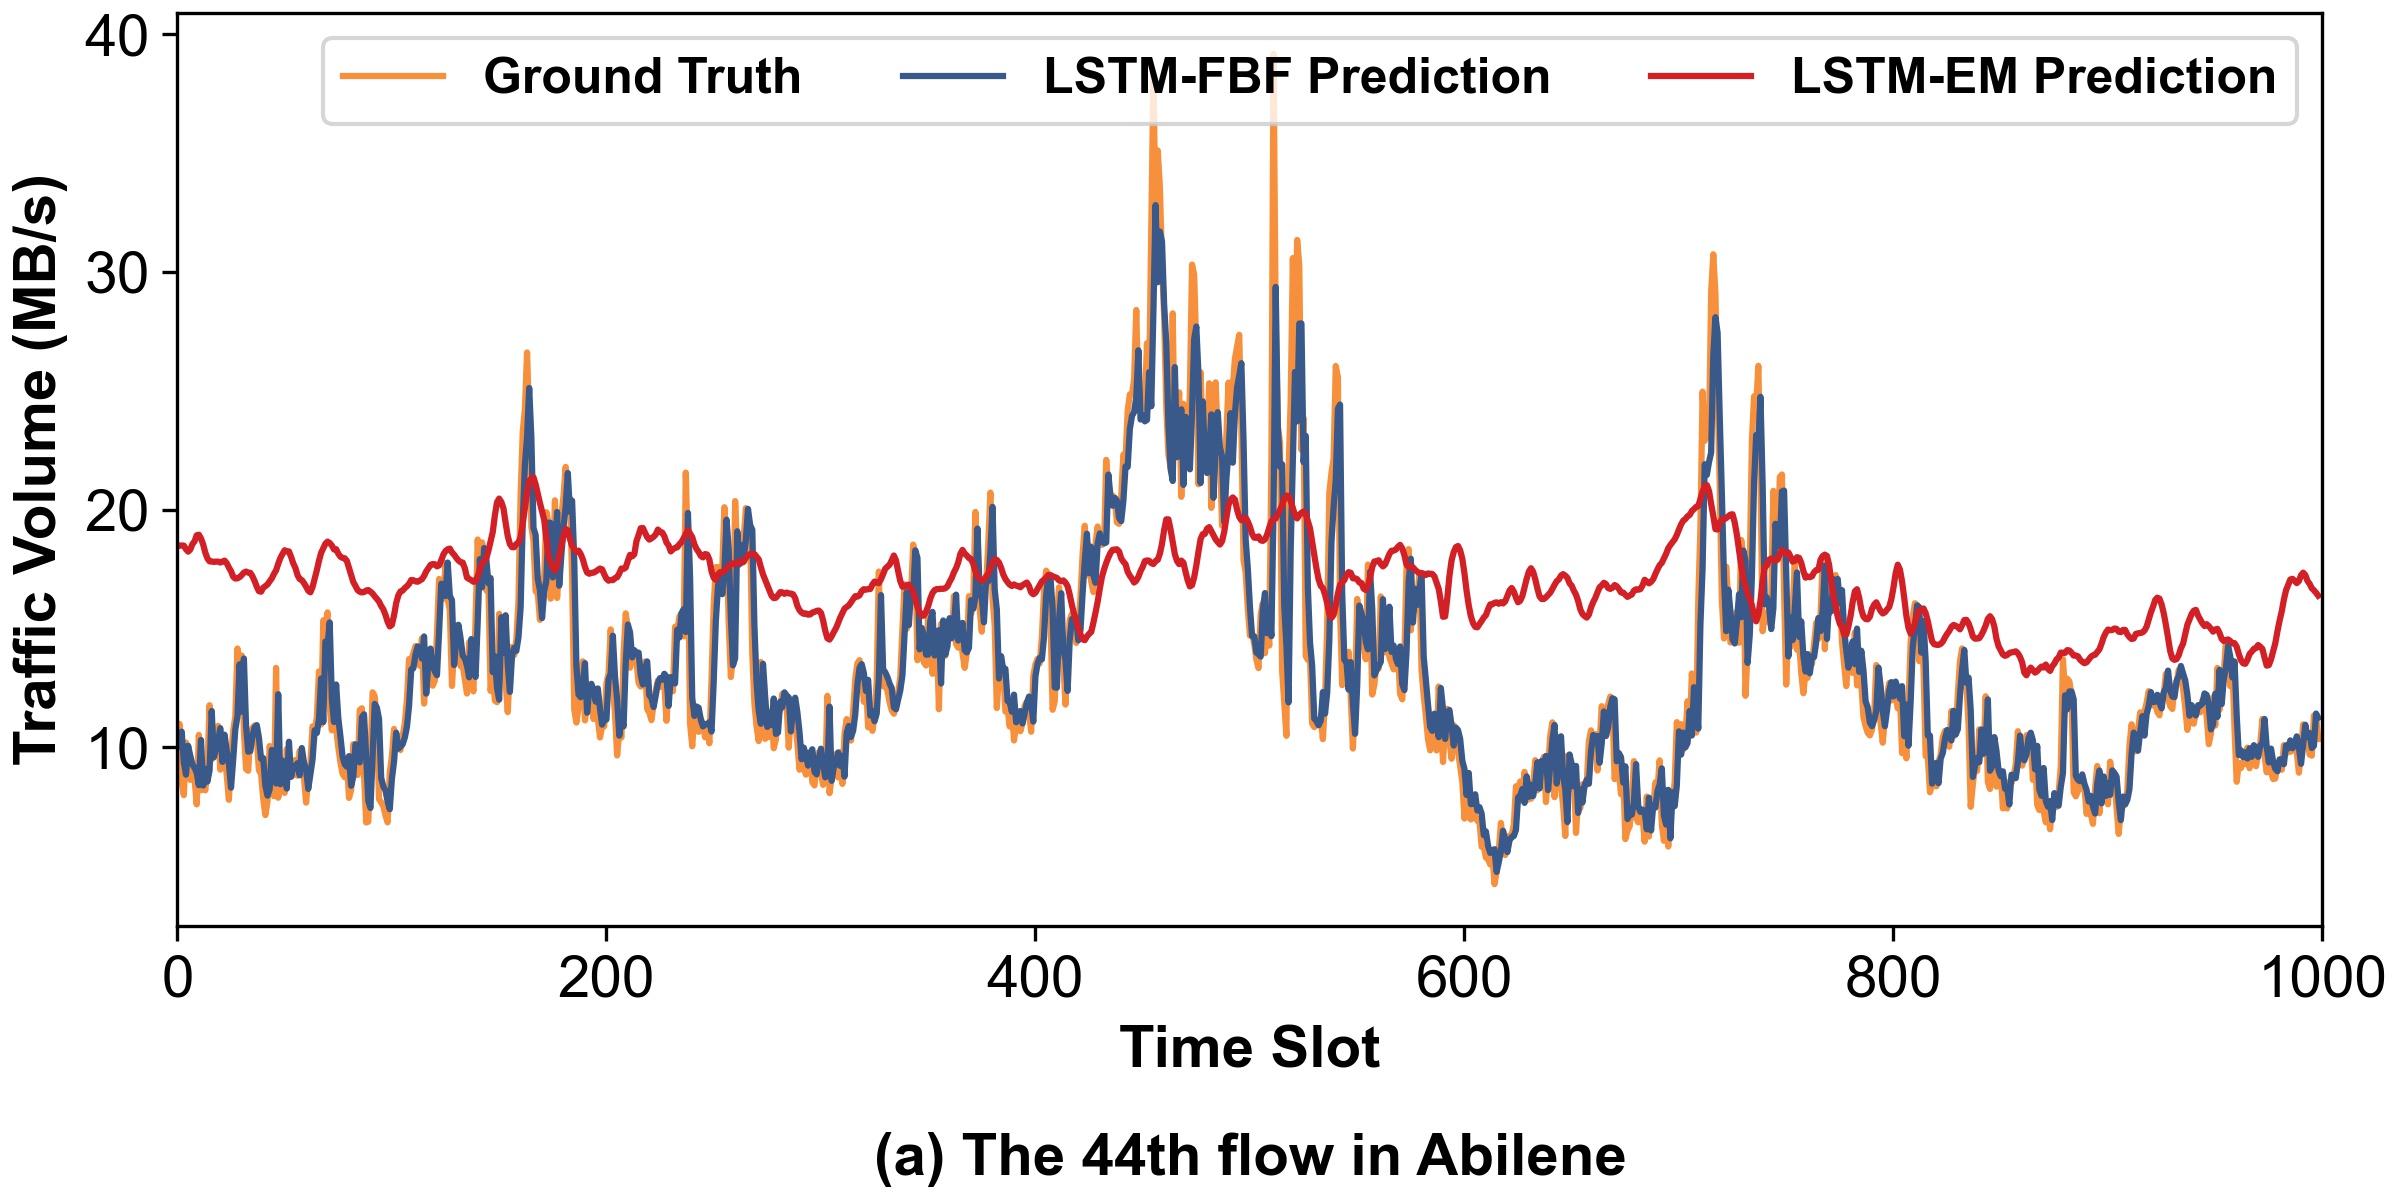 Ground Truth LSTM-FBF Prediction LSTM-EM Prediction
Traffic Volume (MB/s)
40
30
20
10
0 200 400 600 800 1000
Time Slot
(a) The 44th flow in Abilene